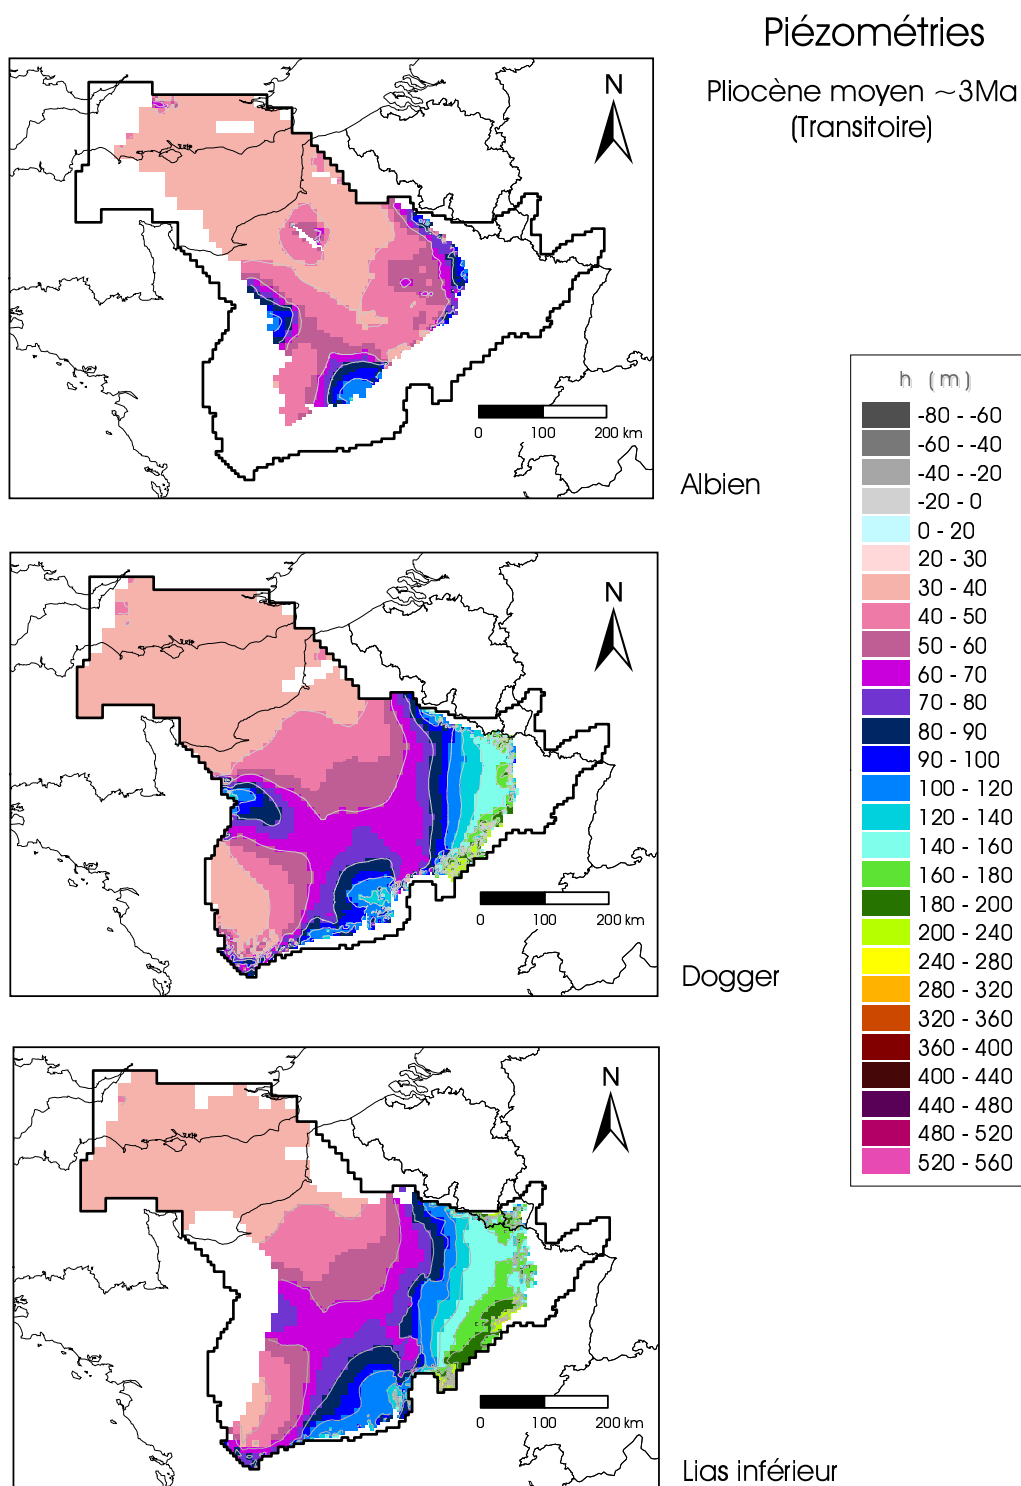 Piézométries
Pliocène moyen ~3Ma
(Transitoire)
N
0 100 200 km
Albien
h (m)
-80 - -60
-60 - -40
-40 - -20
-20 - 0
0 - 20
20 - 30
30 - 40
40 - 50
50 - 60
60 - 70
70 - 80
80 - 90
90 - 100
100 - 120
120 - 140
140 - 160
160 - 180
180 - 200
200 - 240
240 - 280
280 - 320
320 - 360
360 - 400
400 - 440
440 - 480
480 - 520
520 - 560
N
0 100 200 km
Dogger
N
0 100 200 km
Lias inférieur